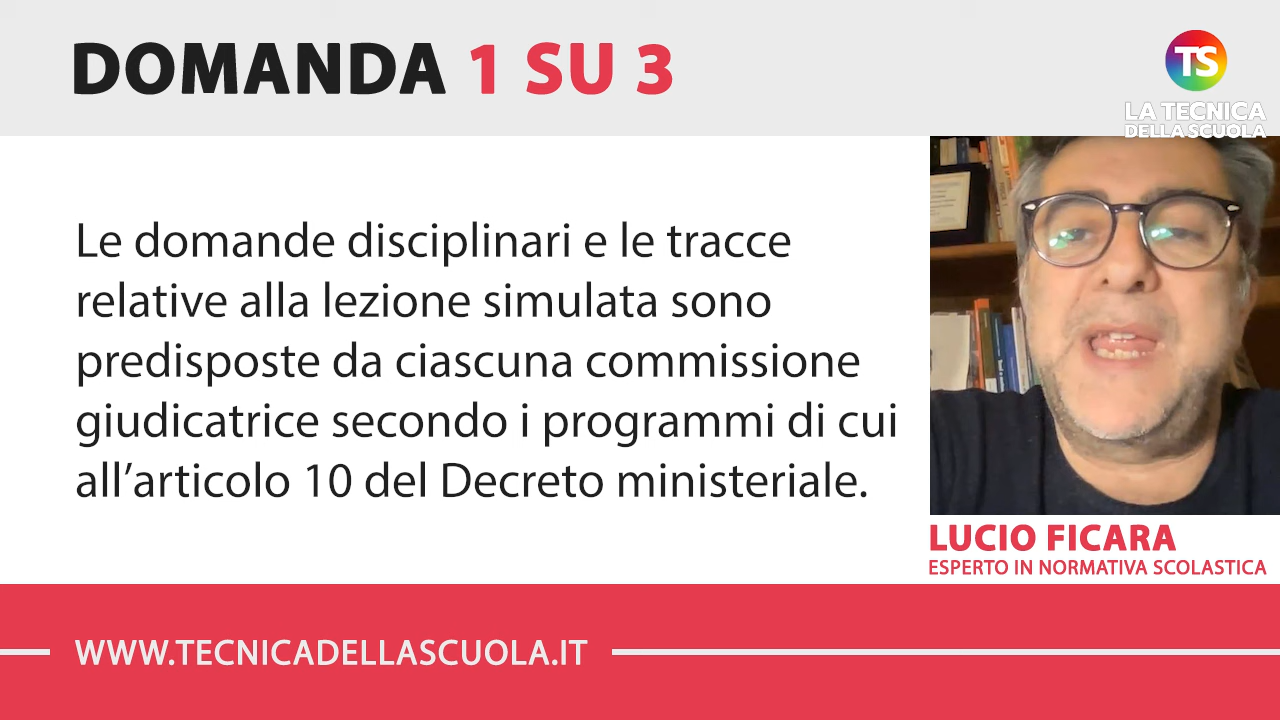 DOMANDA 1 SU 3
TS
LA TECNICA
DELLA SCUOLA
Le domande disciplinari e le tracce
relative alla lezione simulata sono
predisposte da ciascuna commissione
giudicatrice secondo i programmi di cui
all’articolo 10 del Decreto ministeriale.
LUCIO FICARA
ESPERTO IN NORMATIVA SCOLASTICA
WWW.TECNICADELLASCUOLA.IT